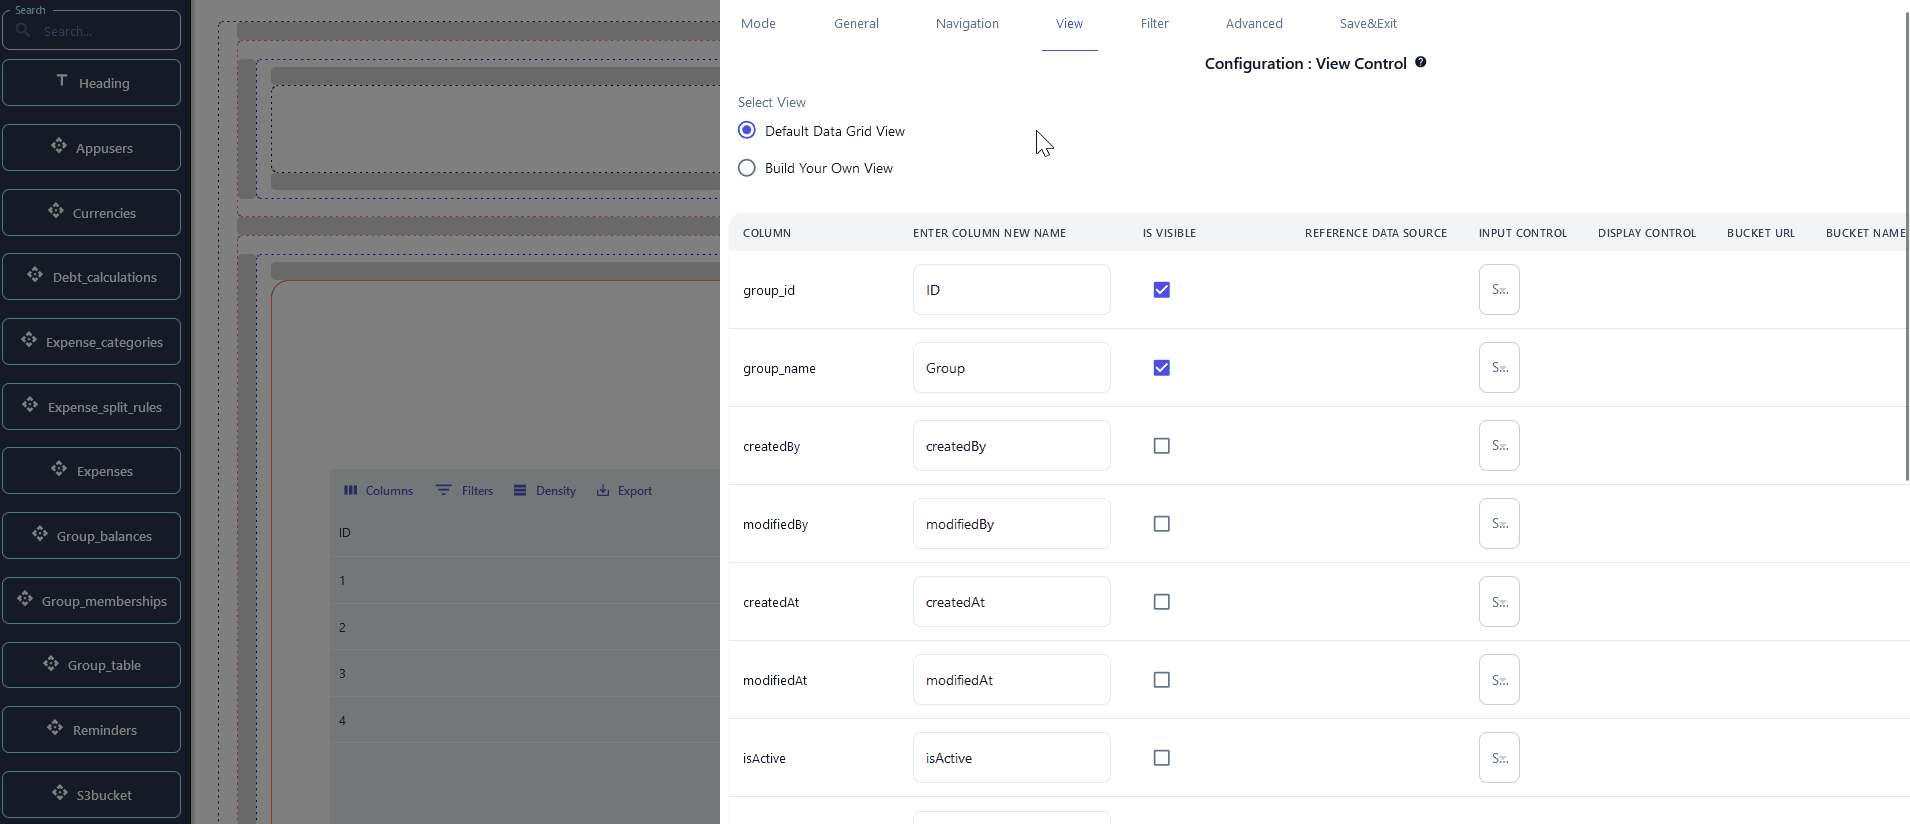 Search
Search...
Heading
Appusers
Currencies
Debt_calculations
Expense_categories
Expense_split_rules
Expenses
Group_balances
Group_memberships
Group_table
Reminders
S3bucket
Columns Filters Density Export
ID
1
2
3
4
Mode General Navigation View Filter Advanced Save&Exit
Configuration : View Control ?
Select View
Default Data Grid View
Build Your Own View
COLUMN ENTER COLUMN NEW NAME IS VISIBLE REFERENCE DATA SOURCE INPUT CONTROL DISPLAY CONTROL BUCKET URL BUCKET NAME
group_id ID S...
group_name Group S...
createdBy createdBy S...
modifiedBy modifiedBy S...
createdAt createdAt S...
modifiedAt modifiedAt S...
isActive isActive S...